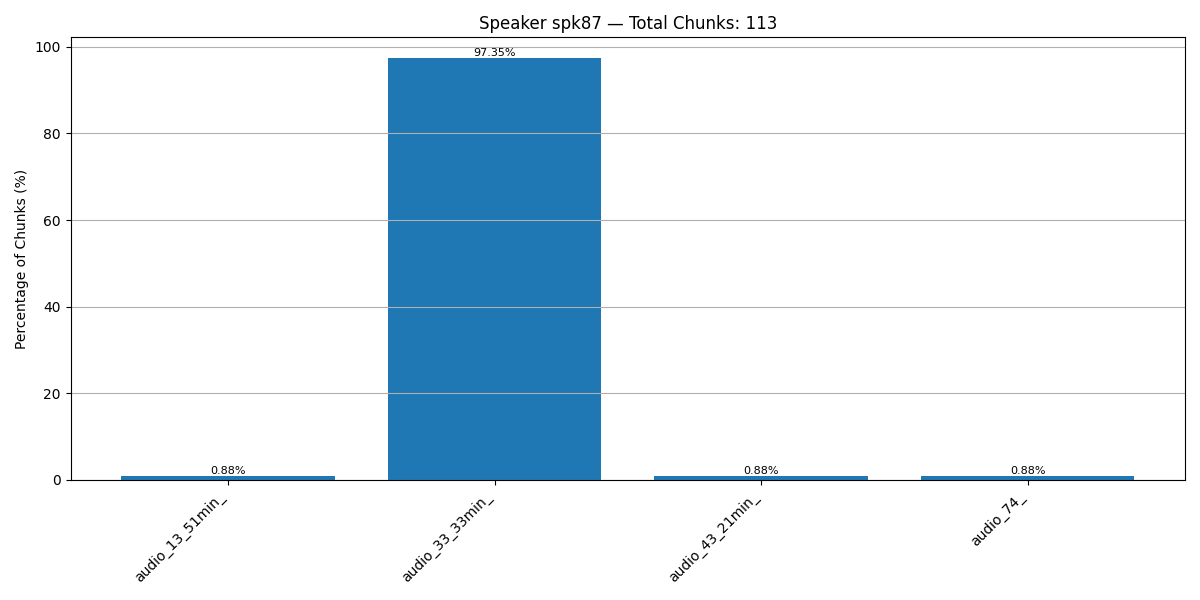 Speaker spk87 — Total Chunks: 113
Percentage of Chunks (%)
100
80
60
40
20
0
0.88%
97.35%
0.88%
0.88%
audio_13_51min_
audio_33_33min_
audio_43_21min_
audio_74_